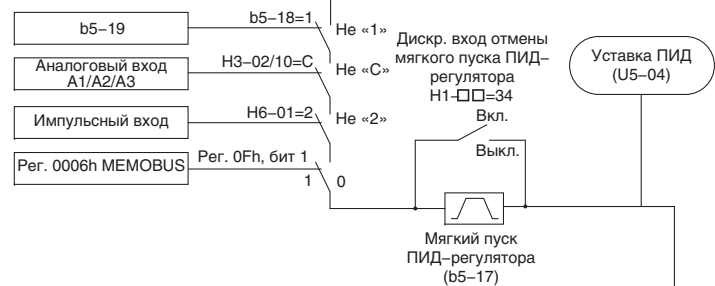 b5–19
b5–18=1
Не «1»
Аналоговый вход
A1/A2/A3
H3–02/10=C
Не «C»
Импульсный вход
H6–01=2
Не «2»
Рег. 0006h MEMOBUS
Рег. 0Fh, бит 1
1
0
Дискр. вход отмены
мягкого пуска ПИД–
регулятора
H1–□□=34
Вкл.
Выкл.
Мягкий пуск
ПИД–регулятора
(b5–17)
Уставка ПИД
(U5–04)